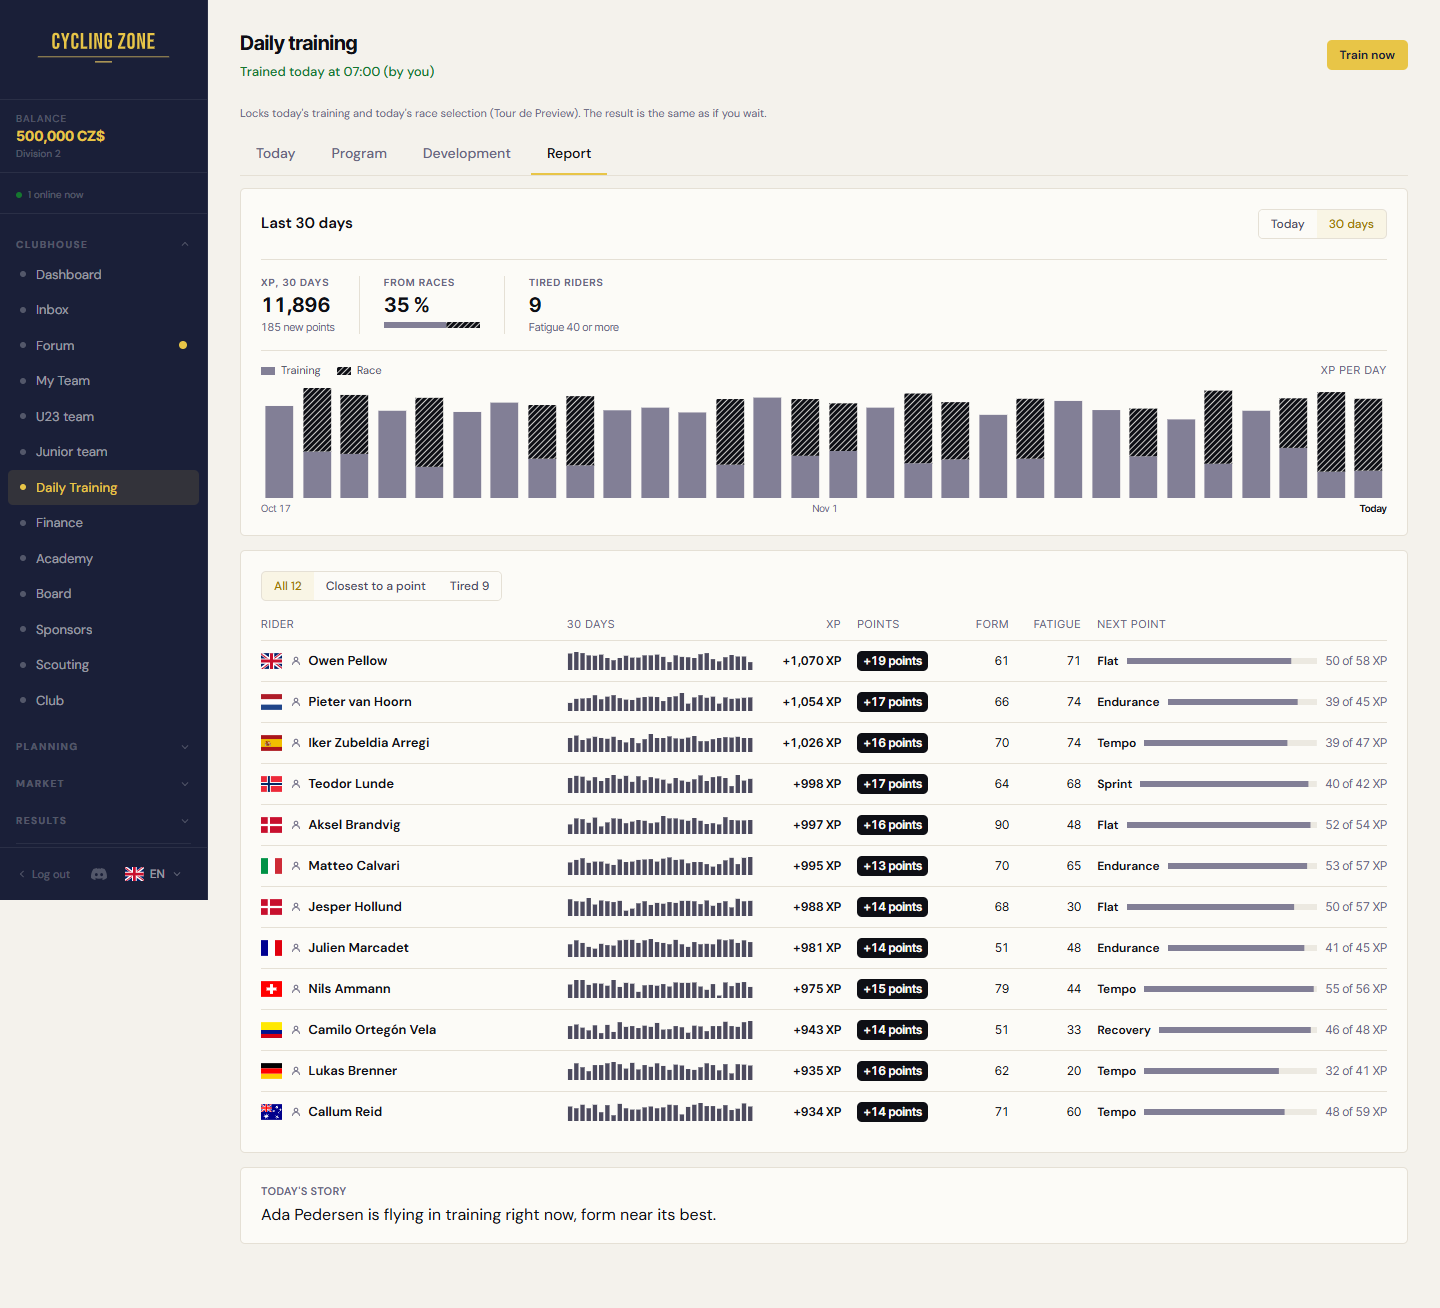 CYCLING ZONE
BALANCE
500,000 CZ$
Division 2
1 online now
CLUBHOUSE
Dashboard
Inbox
Forum
My Team
U23 team
Junior team
Daily Training
Finance
Academy
Board
Sponsors
Scouting
Club
PLANNING
MARKET
RESULTS
Log out EN
Daily training
Trained today at 07:00 (by you)
Train now
Locks today's training and today's race selection (Tour de Preview). The result is the same as if you wait.
Today Program Development Report
Last 30 days
Today 30 days
XP, 30 DAYS FROM RACES TIRED RIDERS
11,896 35 % 9
185 new points Fatigue 40 or more
Training Race XP PER DAY
Oct 17 Nov 1 Today
All 12 Closest to a point Tired 9
RIDER 30 DAYS XP POINTS FORM FATIGUE NEXT POINT
Owen Pellow +1,070 XP +19 points 61 71 Flat 50 of 58 XP
Pieter van Hoorn +1,054 XP +17 points 66 74 Endurance 39 of 45 XP
Iker Zubeldia Arregi +1,026 XP +16 points 70 74 Tempo 39 of 47 XP
Teodor Lunde +998 XP +17 points 64 68 Sprint 40 of 42 XP
Aksel Brandvig +997 XP +16 points 90 48 Flat 52 of 54 XP
Matteo Calvari +995 XP +13 points 70 65 Endurance 53 of 57 XP
Jesper Hollund +988 XP +14 points 68 30 Flat 50 of 57 XP
Julien Marcadet +981 XP +14 points 51 48 Endurance 41 of 45 XP
Nils Ammann +975 XP +15 points 79 44 Tempo 55 of 56 XP
Camilo Ortegón Vela +943 XP +14 points 51 33 Recovery 46 of 48 XP
Lukas Brenner +935 XP +16 points 62 20 Tempo 32 of 41 XP
Callum Reid +934 XP +14 points 71 60 Tempo 48 of 59 XP
TODAY'S STORY
Ada Pedersen is flying in training right now, form near its best.